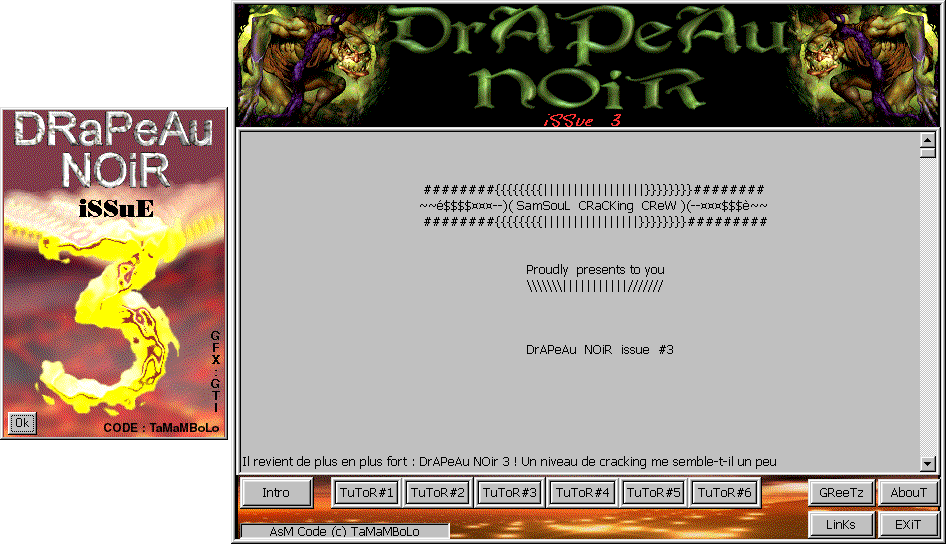 DRaPeAu
NOiR
iSSuE
3
GFX : GTI
Ok
CODE : TaMaMBoLo
DrAPeAu
NOiR
iSSue 3
########{{{{{{{{|||||||||||||||||}}}}}}}}########
~~é$$$$¤¤¤--)( SamSouL CRaCKing CReW )(--¤¤¤$$$è~~
########{{{{{{{{||||||||||||||||}}}}}}}}#########
Proudly presents to you
\\\\\\\|||||||||||///////
DrAPeAu NOiR issue #3
Il revient de plus en plus fort : DrAPeAu NOir 3 ! Un niveau de cracking me semble-t-il un peu
Intro
TuToR#1
TuToR#2
TuToR#3
TuToR#4
TuToR#5
TuToR#6
GReeTz
AbouT
AsM Code (c) TaMaMBoLo
LinKs
EXiT